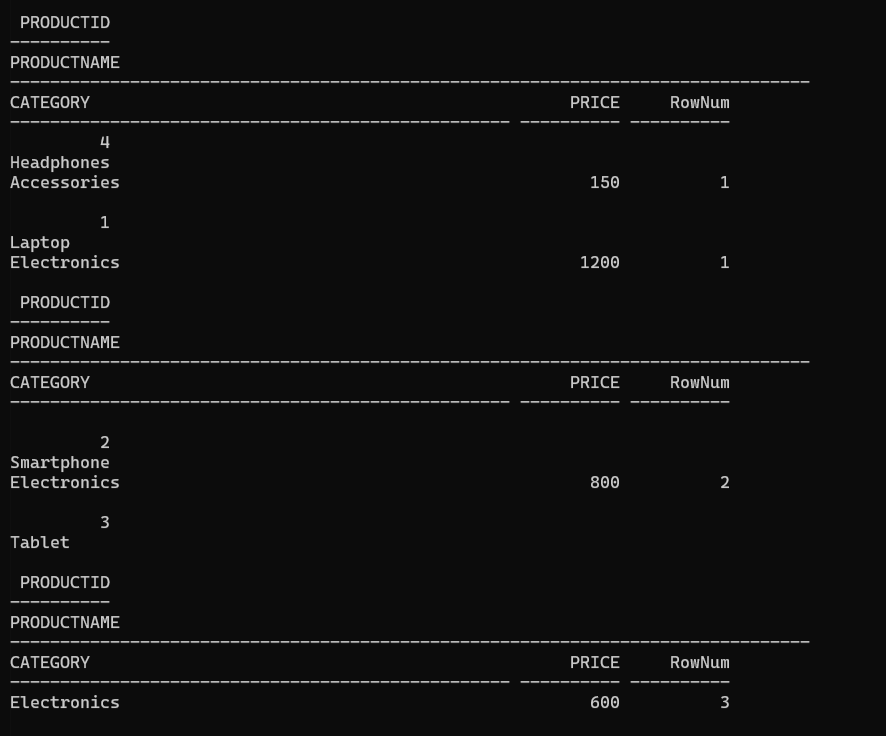 PRODUCTID
----------
PRODUCTNAME
--------------------------------------------------------------------------------
CATEGORY                                                PRICE     RowNum
-------------------------------------------------- ---------- ----------
         4
Headphones
Accessories                                               150          1
         1
Laptop
Electronics                                              1200          1
PRODUCTID
----------
PRODUCTNAME
--------------------------------------------------------------------------------
CATEGORY                                                PRICE     RowNum
-------------------------------------------------- ---------- ----------
         2
Smartphone
Electronics                                               800          2
         3
Tablet
PRODUCTID
----------
PRODUCTNAME
--------------------------------------------------------------------------------
CATEGORY                                                PRICE     RowNum
-------------------------------------------------- ---------- ----------
Electronics                                               600          3